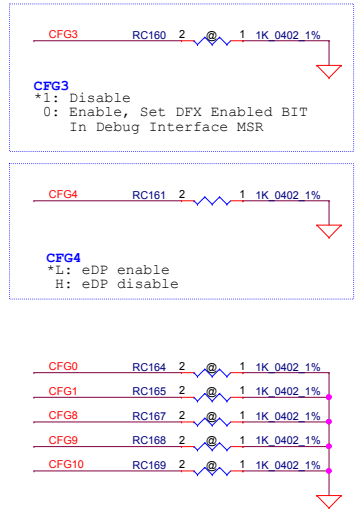 CFG3 RC160 2 @ 1 1K_0402_1%
CFG3
*1: Disable
0: Enable, Set DFX Enabled BIT
In Debug Interface MSR
CFG4 RC161 2 1 1K_0402_1%
CFG4
*L: eDP enable
H: eDP disable
CFG0 RC164 2 @ 1 1K_0402_1%
CFG1 RC165 2 @ 1 1K_0402_1%
CFG8 RC167 2 @ 1 1K_0402_1%
CFG9 RC168 2 @ 1 1K_0402_1%
CFG10 RC169 2 @ 1 1K_0402_1%